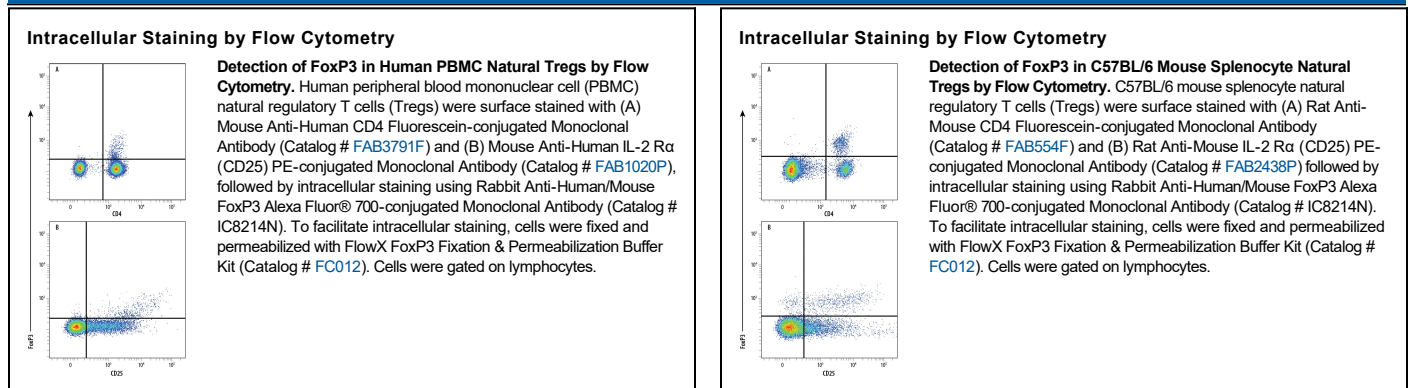 Intracellular Staining by Flow Cytometry
A
CD4
B
FoxP3
CD25
Detection of FoxP3 in Human PBMC Natural Tregs by Flow
Cytometry. Human peripheral blood mononuclear cell (PBMC)
natural regulatory T cells (Tregs) were surface stained with (A)
Mouse Anti-Human CD4 Fluorescein-conjugated Monoclonal
Antibody (Catalog # FAB3791F) and (B) Mouse Anti-Human IL-2 Rα
(CD25) PE-conjugated Monoclonal Antibody (Catalog # FAB1020P),
followed by intracellular staining using Rabbit Anti-Human/Mouse
FoxP3 Alexa Fluor® 700-conjugated Monoclonal Antibody (Catalog #
IC8214N). To facilitate intracellular staining, cells were fixed and
permeabilized with FlowX FoxP3 Fixation & Permeabilization Buffer
Kit (Catalog # FC012). Cells were gated on lymphocytes.
Intracellular Staining by Flow Cytometry
A
CD4
B
FoxP3
CD25
Detection of FoxP3 in C57BL/6 Mouse Splenocyte Natural
Tregs by Flow Cytometry. C57BL/6 mouse splenocyte natural
regulatory T cells (Tregs) were surface stained with (A) Rat Anti-
Mouse CD4 Fluorescein-conjugated Monoclonal Antibody
(Catalog # FAB554F) and (B) Rat Anti-Mouse IL-2 Rα (CD25) PE-
conjugated Monoclonal Antibody (Catalog # FAB2438P) followed by
intracellular staining using Rabbit Anti-Human/Mouse FoxP3 Alexa
Fluor® 700-conjugated Monoclonal Antibody (Catalog # IC8214N).
To facilitate intracellular staining, cells were fixed and permeabilized
with FlowX FoxP3 Fixation & Permeabilization Buffer Kit (Catalog #
FC012). Cells were gated on lymphocytes.